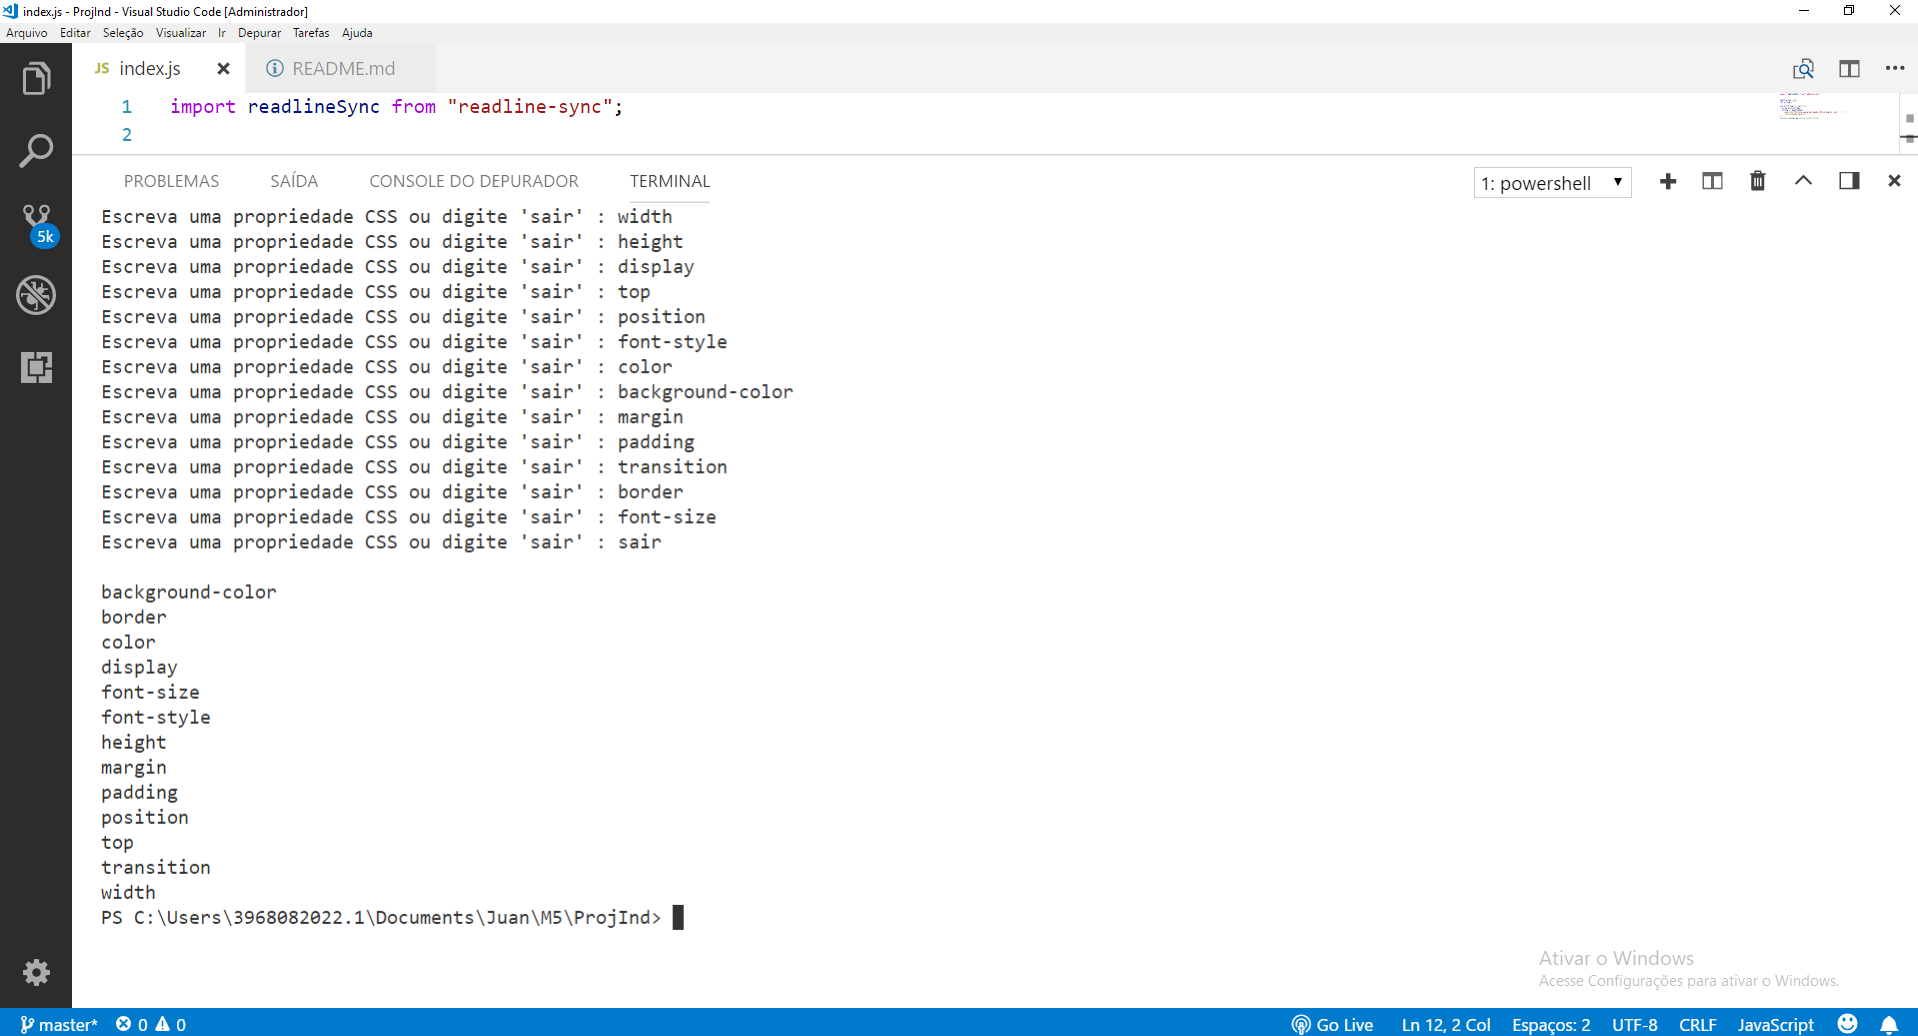 index.js - ProjInd - Visual Studio Code [Administrador]
Arquivo Editar Seleção Visualizar Ir Depurar Tarefas Ajuda
JS index.js README.md
1 import readlineSync from "readline-sync";
2
PROBLEMAS SAÍDA CONSOLE DO DEPURADOR TERMINAL 1: powershell
Escreva uma propriedade CSS ou digite 'sair' : width
Escreva uma propriedade CSS ou digite 'sair' : height
5k
Escreva uma propriedade CSS ou digite 'sair' : display
Escreva uma propriedade CSS ou digite 'sair' : top
Escreva uma propriedade CSS ou digite 'sair' : position
Escreva uma propriedade CSS ou digite 'sair' : font-style
Escreva uma propriedade CSS ou digite 'sair' : color
Escreva uma propriedade CSS ou digite 'sair' : background-color
Escreva uma propriedade CSS ou digite 'sair' : margin
Escreva uma propriedade CSS ou digite 'sair' : padding
Escreva uma propriedade CSS ou digite 'sair' : transition
Escreva uma propriedade CSS ou digite 'sair' : border
Escreva uma propriedade CSS ou digite 'sair' : font-size
Escreva uma propriedade CSS ou digite 'sair' : sair
background-color
border
color
display
font-size
font-style
height
margin
padding
position
top
transition
width
PS C:\Users\3968082022.1\Documents\Juan\M5\ProjInd>
Ativar o Windows
Acesse Configurações para ativar o Windows.
master* 0 0 Go Live Ln 12, 2 Col Espaços: 2 UTF-8 CRLF JavaScript